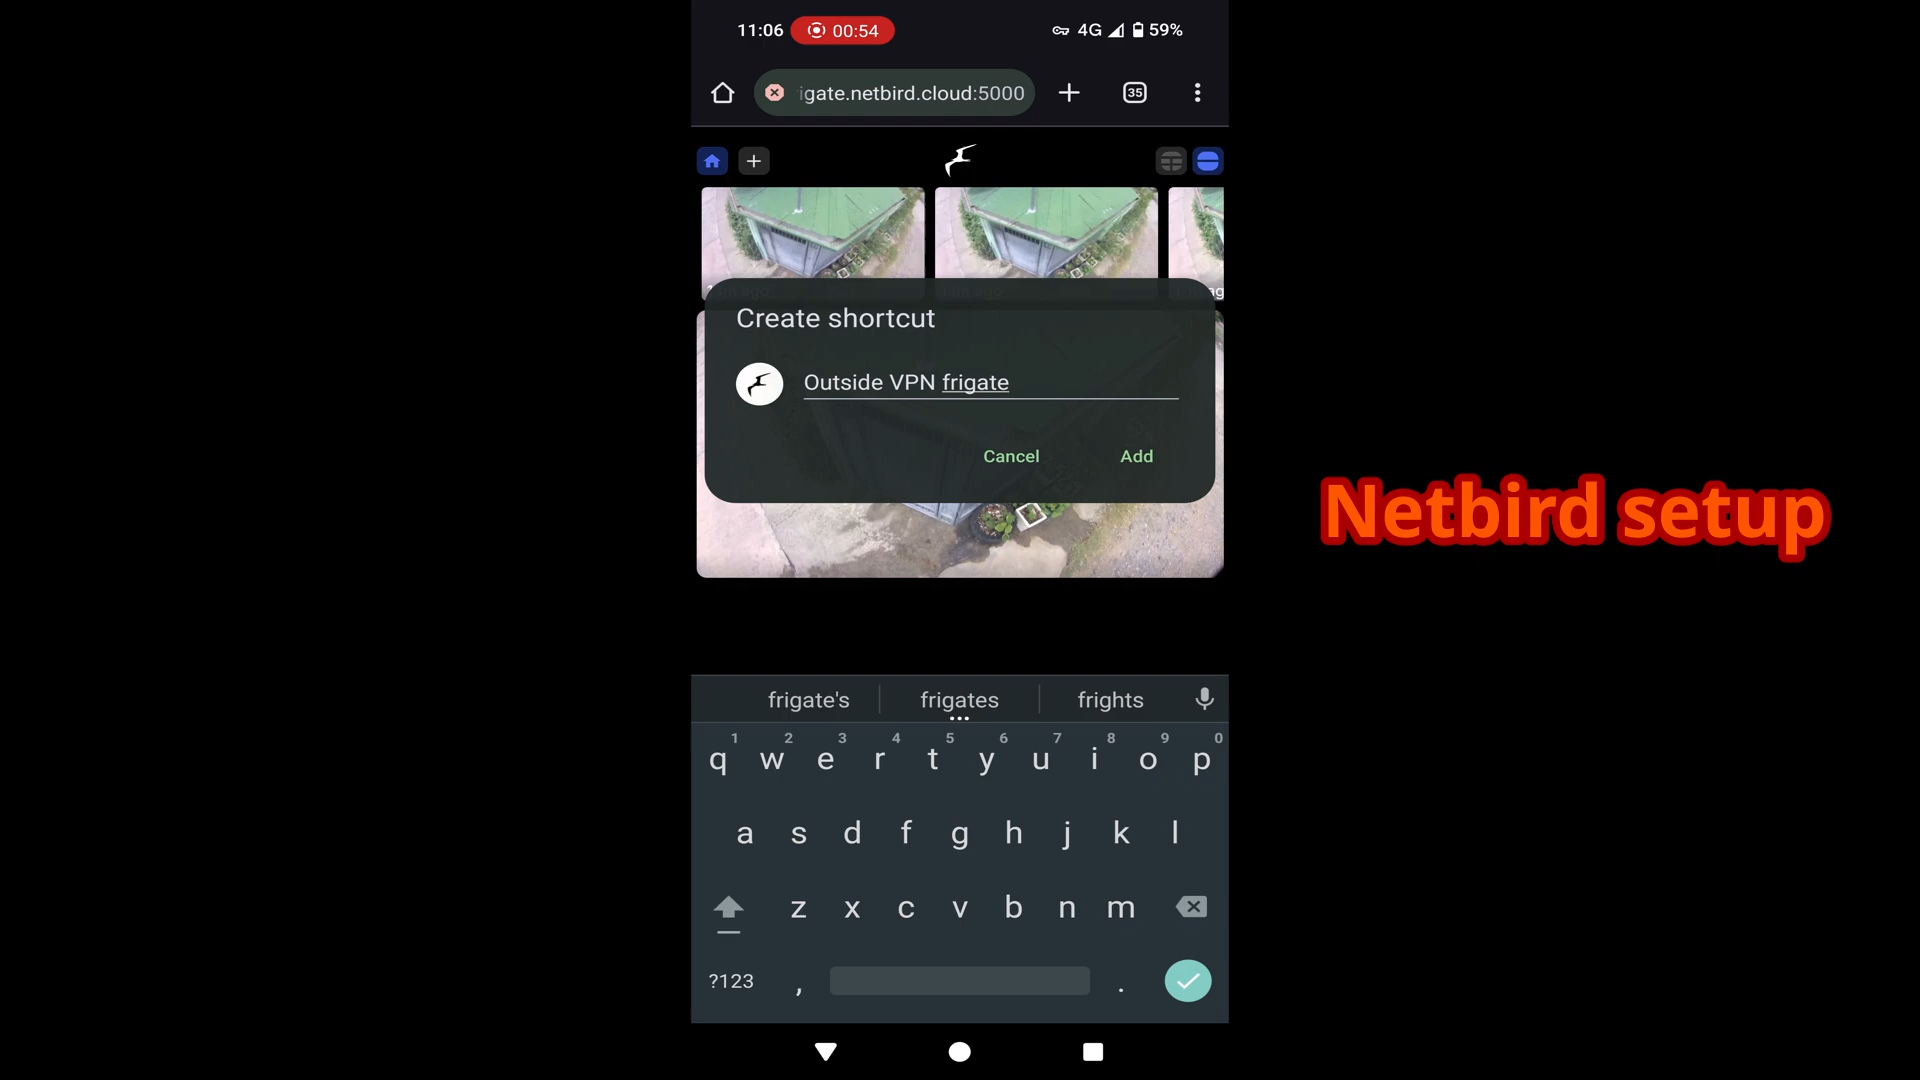 11:06 00:54 4G 59%
igate.netbird.cloud:5000 35
Create shortcut
Outside VPN frigate
Cancel Add
Netbird setup
frigate's frigates frights
1 2 3 4 5 6 7 8 9 0
q w e r t y u i o p
a s d f g h j k l
z x c v b n m
?123 , .